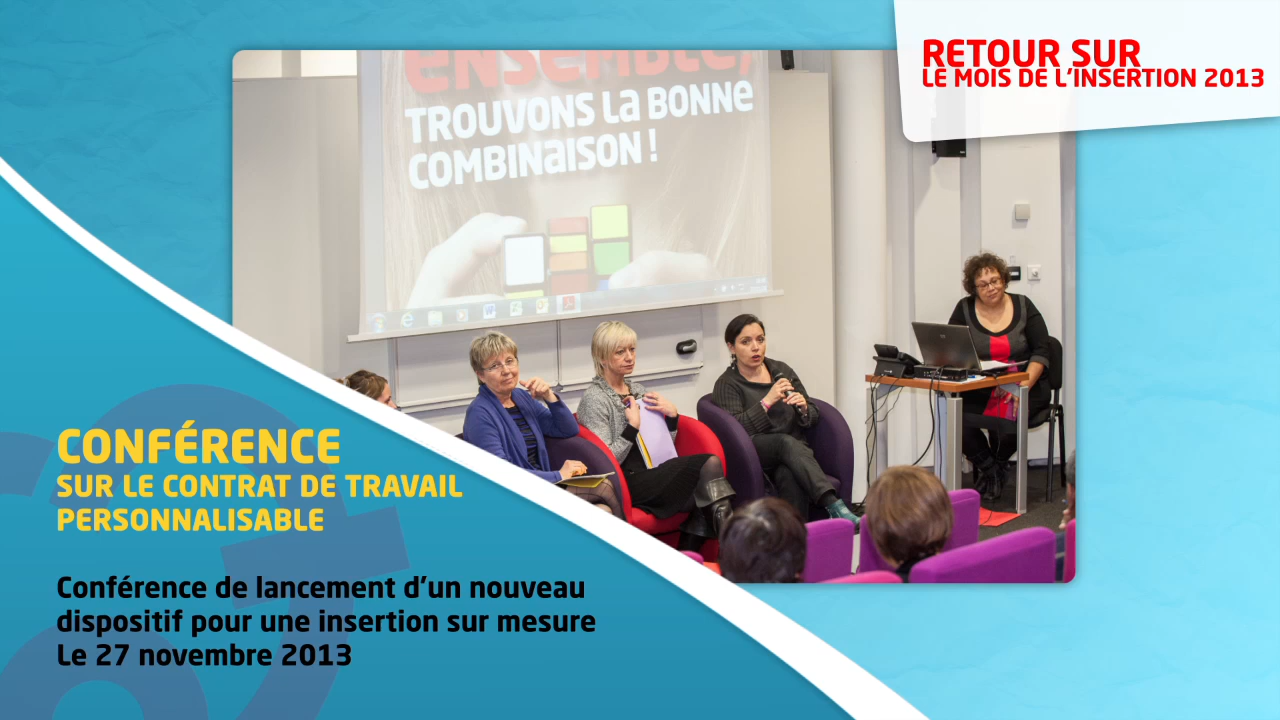 RETOUR SUR
LE MOIS DE L'INSERTION 2013
ENSEMBLE,
TROUVONS La BONNe
COMBINaISON !
CONFÉRENCE
SUR LE CONTRAT DE TRAVAIL
PERSONNALISABLE
Conférence de lancement d'un nouveau
dispositif pour une insertion sur mesure
Le 27 novembre 2013